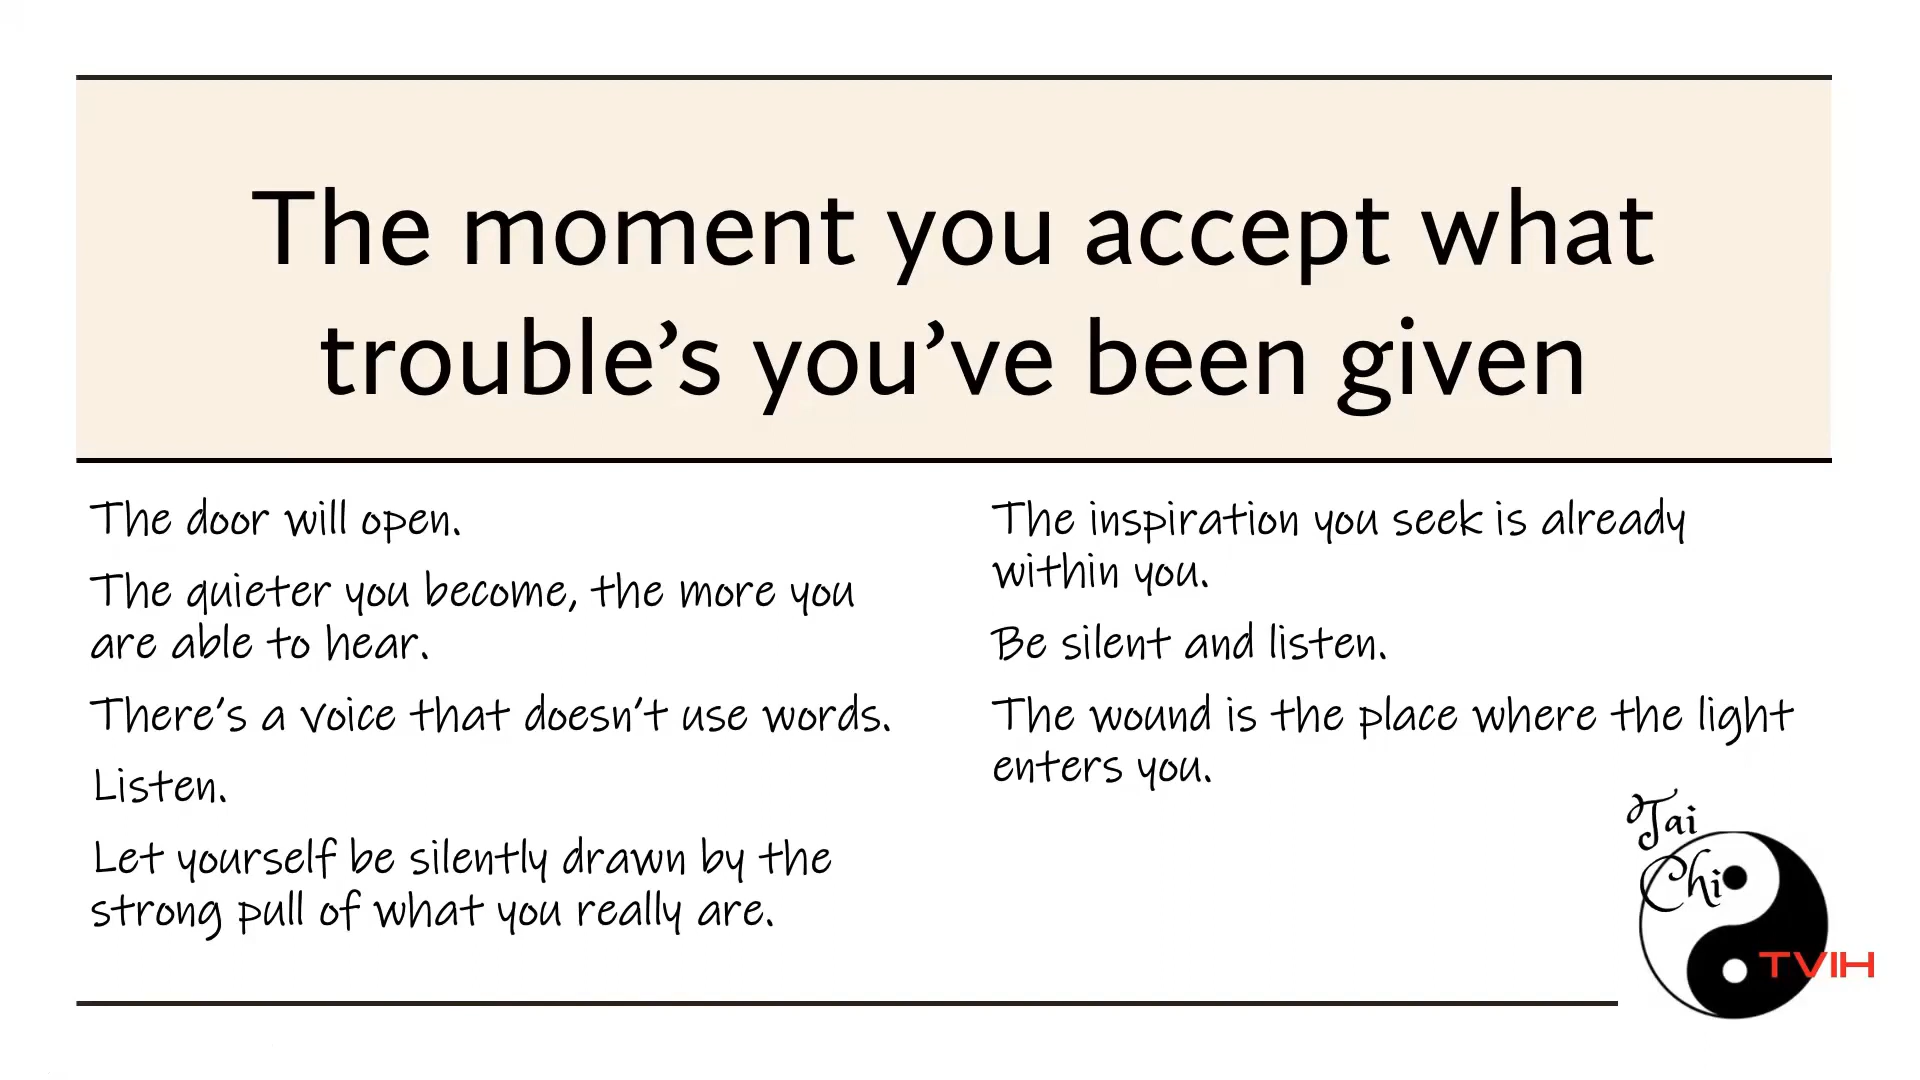 The moment you accept what
trouble’s you’ve been given
The door will open.
The quieter you become, the more you
are able to hear.
There’s a voice that doesn’t use words.
Listen.
Let yourself be silently drawn by the
strong pull of what you really are.
The inspiration you seek is already
within you.
Be silent and listen.
The wound is the place where the light
enters you.
Tai
Chi
TVIH